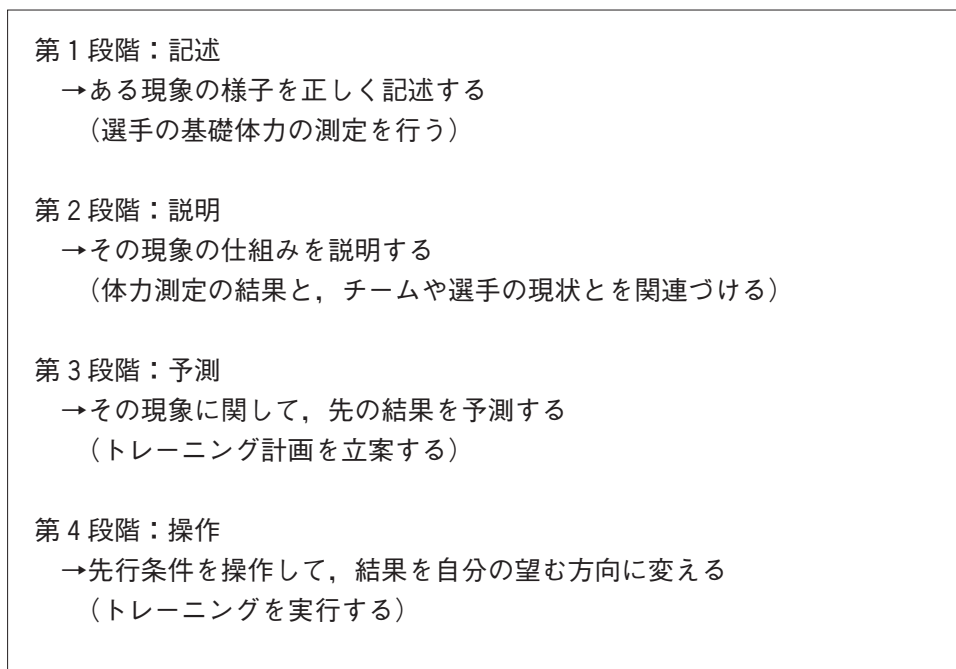 第1段階：記述
→ある現象の様子を正しく記述する
（選手の基礎体力の測定を行う）
第2段階：説明
→その現象の仕組みを説明する
（体力測定の結果と，チームや選手の現状とを関連づける）
第3段階：予測
→その現象に関して，先の結果を予測する
（トレーニング計画を立案する）
第4段階：操作
→先行条件を操作して，結果を自分の望む方向に変える
（トレーニングを実行する）